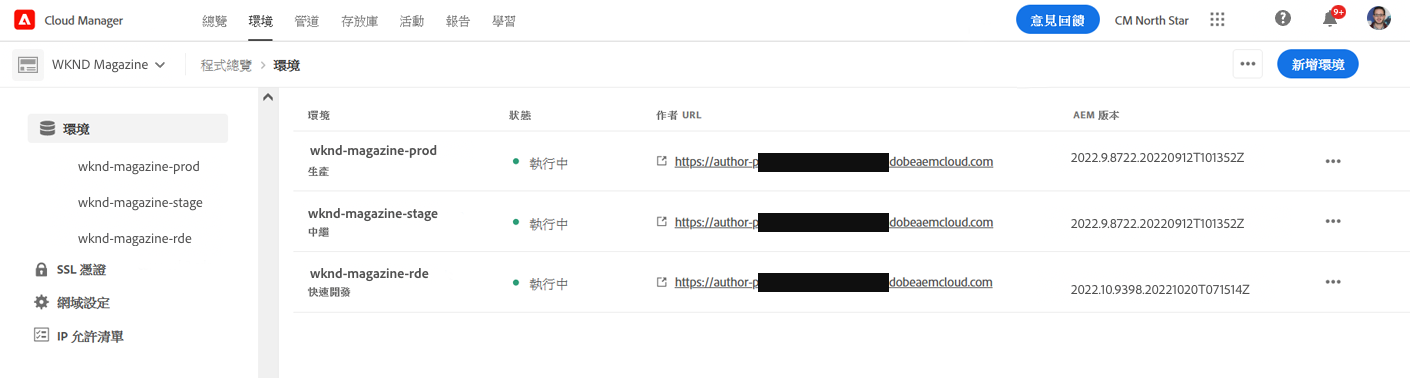 Cloud Manager 總覽 環境 管道 存放庫 活動 報告 學習 意見回饋 CM North Star 9+
WKND Magazine 程式總覽 > 環境 ••• 新增環境
環境
wknd-magazine-prod
wknd-magazine-stage
wknd-magazine-rde
SSL 憑證
網域設定
IP 允許清單
環境 狀態 作者 URL AEM 版本
wknd-magazine-prod 執行中 https://author-p dobeaemcloud.com 2022.9.8722.20220912T101352Z •••
生產
wknd-magazine-stage 執行中 https://author-p dobeaemcloud.com 2022.9.8722.20220912T101352Z •••
中繼
wknd-magazine-rde 執行中 https://author-p dobeaemcloud.com 2022.10.9398.20221020T071514Z •••
快速開發